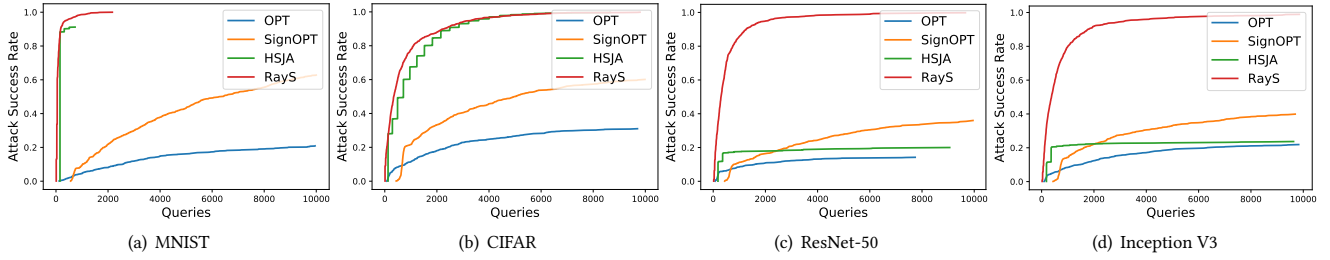 Attack Success Rate
1.0
0.8
0.6
0.4
0.2
0.0
0 2000 4000 6000 8000 10000
Queries
OPT
SignOPT
HSJA
RayS
(a) MNIST
Attack Success Rate
1.0
0.8
0.6
0.4
0.2
0.0
0 2000 4000 6000 8000 10000
Queries
OPT
SignOPT
HSJA
RayS
(b) CIFAR
Attack Success Rate
1.0
0.8
0.6
0.4
0.2
0.0
0 2000 4000 6000 8000 10000
Queries
OPT
SignOPT
HSJA
RayS
(c) ResNet-50
Attack Success Rate
1.0
0.8
0.6
0.4
0.2
0.0
0 2000 4000 6000 8000 10000
Queries
OPT
SignOPT
HSJA
RayS
(d) Inception V3